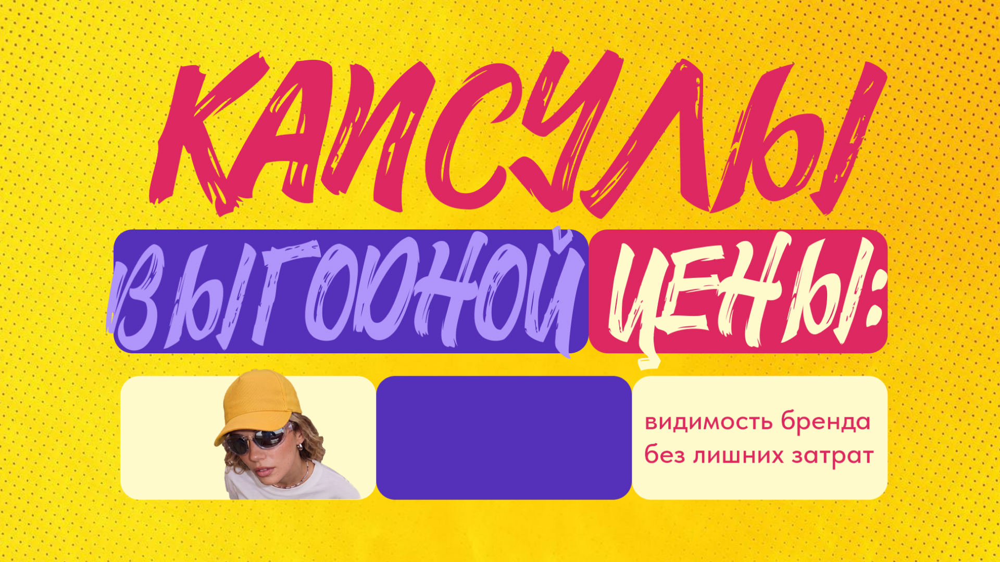 КАПСУЛЫ
ВЫГОДНОЙ ЦЕНЫ:
видимость бренда
без лишних затрат